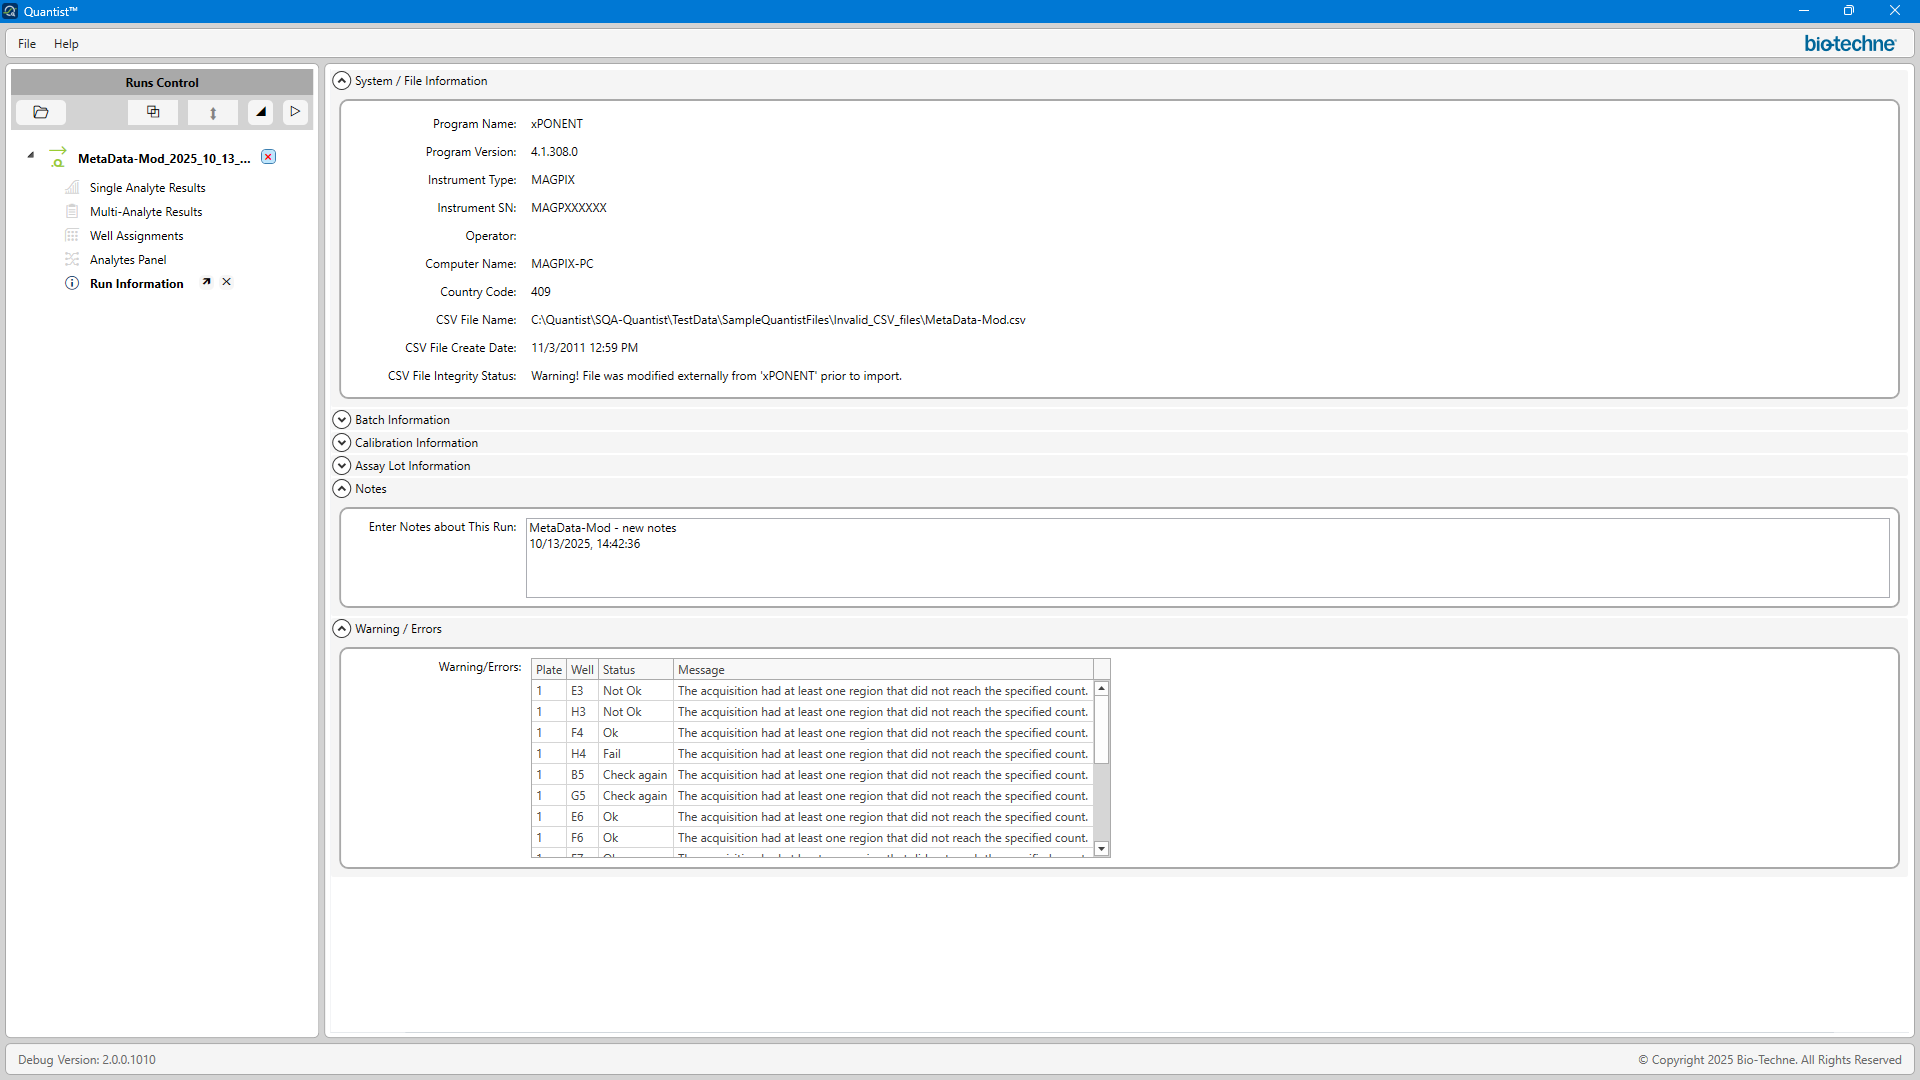 Quantist™
File Help
bio-techne
Runs Control
MetaData-Mod_2025_10_13_...
Single Analyte Results
Multi-Analyte Results
Well Assignments
Analytes Panel
Run Information
System / File Information
Program Name: xPONENT
Program Version: 4.1.308.0
Instrument Type: MAGPIX
Instrument SN: MAGPXXXXXX
Operator:
Computer Name: MAGPIX-PC
Country Code: 409
CSV File Name: C:\Quantist\SQA-Quantist\TestData\SampleQuantistFiles\Invalid_CSV_files\MetaData-Mod.csv
CSV File Create Date: 11/3/2011 12:59 PM
CSV File Integrity Status: Warning! File was modified externally from 'xPONENT' prior to import.
Batch Information
Calibration Information
Assay Lot Information
Notes
Enter Notes about This Run: MetaData-Mod - new notes
10/13/2025, 14:42:36
Warning / Errors
Warning/Errors:
Plate Well Status Message
1 E3 Not Ok The acquisition had at least one region that did not reach the specified count.
1 H3 Not Ok The acquisition had at least one region that did not reach the specified count.
1 F4 Ok The acquisition had at least one region that did not reach the specified count.
1 H4 Fail The acquisition had at least one region that did not reach the specified count.
1 B5 Check again The acquisition had at least one region that did not reach the specified count.
1 G5 Check again The acquisition had at least one region that did not reach the specified count.
1 E6 Ok The acquisition had at least one region that did not reach the specified count.
1 F6 Ok The acquisition had at least one region that did not reach the specified count.
Debug Version: 2.0.0.1010
© Copyright 2025 Bio-Techne. All Rights Reserved